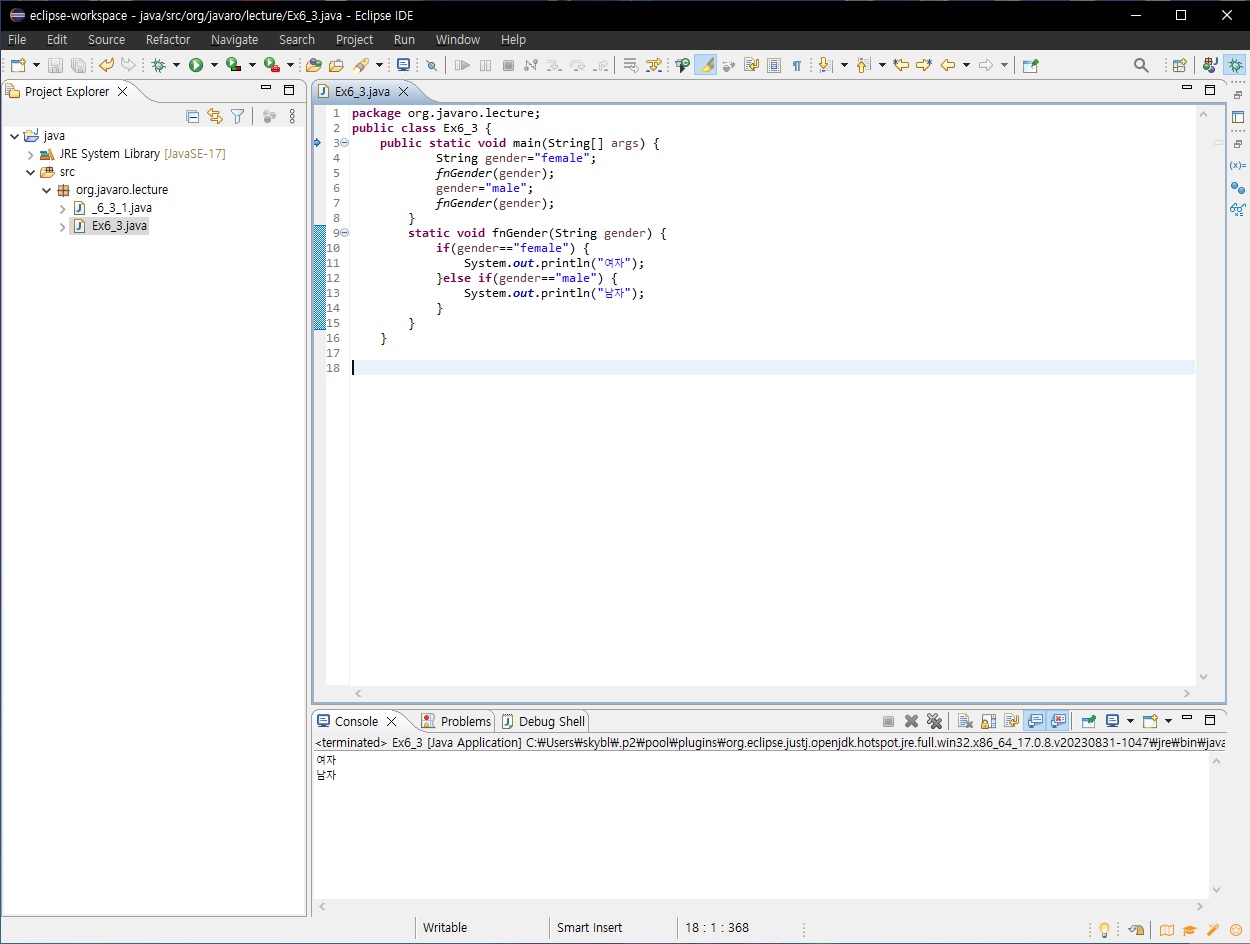 eclipse-workspace - java/src/org/javaro/lecture/Ex6_3.java - Eclipse IDE
File Edit Source Refactor Navigate Search Project Run Window Help
Project Explorer
java
JRE System Library [JavaSE-17]
src
org.javaro.lecture
_6_3_1.java
Ex6_3.java
Ex6_3.java
1 package org.javaro.lecture;
2 public class Ex6_3 {
3 public static void main(String[] args) {
4 String gender="female";
5 fnGender(gender);
6 gender="male";
7 fnGender(gender);
8 }
9 static void fnGender(String gender) {
10 if(gender=="female") {
11 System.out.println("여자");
12 }else if(gender=="male") {
13 System.out.println("남자");
14 }
15 }
16 }
17
18
(x)=
Console Problems Debug Shell
<terminated> Ex6_3 [Java Application] C:₩Users₩skybl₩.p2₩pool₩plugins₩org.eclipse.justj.openjdk.hotspot.jre.full.win32.x86_64_17.0.8.v20230831-1047₩jre₩bin₩java
여자
남자
Writable Smart Insert 18 : 1 : 368